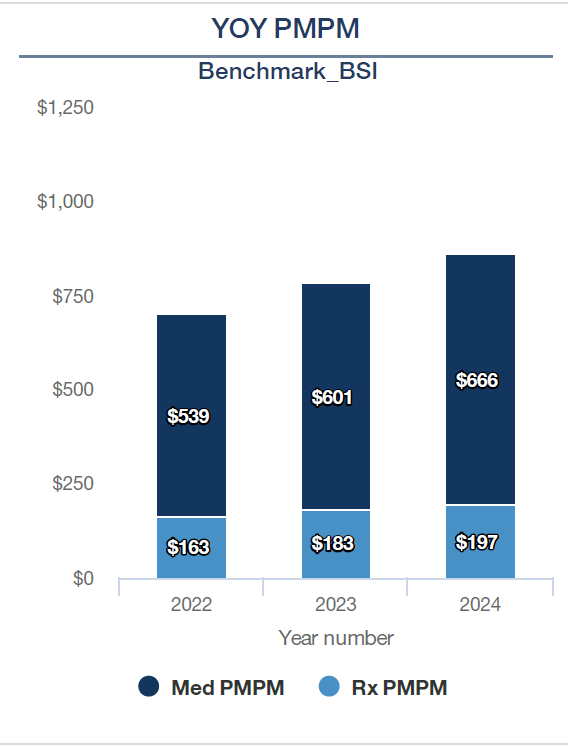 YOY PMPM
Benchmark_BSI
$1,250
$1,000
$750
$500
$250
$0
$539
$601
$666
$163
$183
$197
2022 2023 2024
Year number
Med PMPM Rx PMPM